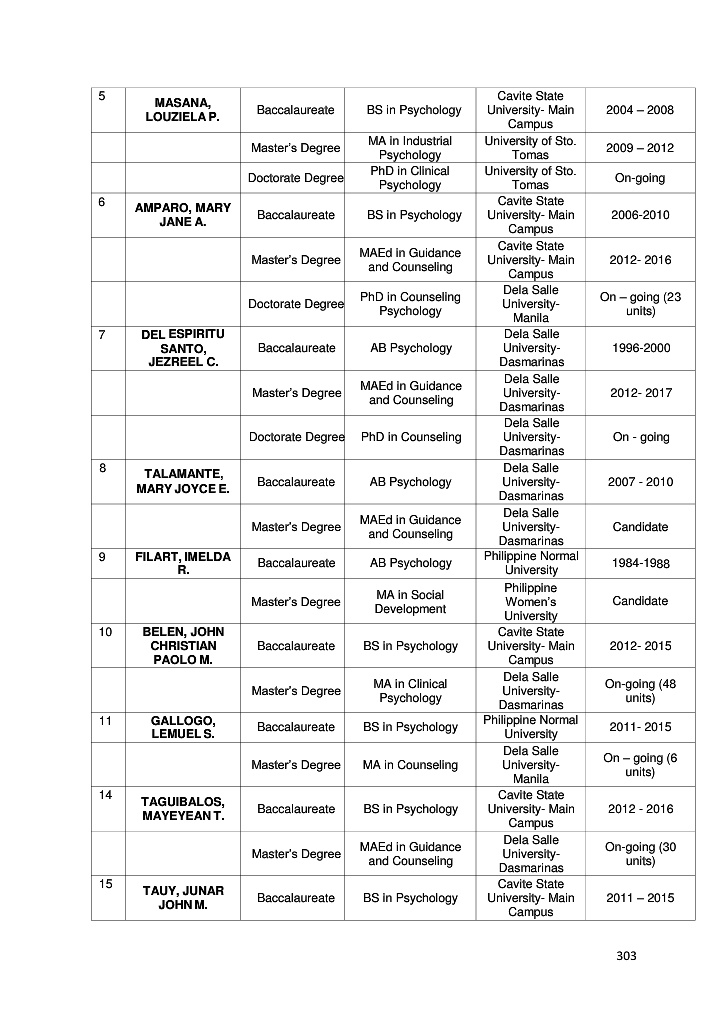 5
MASANA,
LOUZIELA P.
Baccalaureate
BS in Psychology
Cavite State
University- Main
Campus
2004 – 2008
Master's Degree
MA in Industrial
Psychology
University of Sto.
Tomas
2009 – 2012
Doctorate Degree
PhD in Clinical
Psychology
University of Sto.
Tomas
On-going
6
AMPARO, MARY
JANE A.
Baccalaureate
BS in Psychology
Cavite State
University- Main
Campus
2006-2010
Master's Degree
MAEd in Guidance
and Counseling
Cavite State
University- Main
Campus
2012- 2016
Doctorate Degree
PhD in Counseling
Psychology
Dela Salle
University-
Manila
On – going (23
units)
7
DEL ESPIRITU
SANTO,
JEZREEL C.
Baccalaureate
AB Psychology
Dela Salle
University-
Dasmarinas
1996-2000
Master's Degree
MAEd in Guidance
and Counseling
Dela Salle
University-
Dasmarinas
2012- 2017
Doctorate Degree
PhD in Counseling
Dela Salle
University-
Dasmarinas
On - going
8
TALAMANTE,
MARY JOYCE E.
Baccalaureate
AB Psychology
Dela Salle
University-
Dasmarinas
2007 - 2010
Master's Degree
MAEd in Guidance
and Counseling
Dela Salle
University-
Dasmarinas
Candidate
9
FILART, IMELDA
R.
Baccalaureate
AB Psychology
Philippine Normal
University
1984-1988
Master's Degree
MA in Social
Development
Philippine
Women's
University
Candidate
10
BELEN, JOHN
CHRISTIAN
PAOLO M.
Baccalaureate
BS in Psychology
Cavite State
University- Main
Campus
2012- 2015
Master's Degree
MA in Clinical
Psychology
Dela Salle
University-
Dasmarinas
On-going (48
units)
11
GALLOGO,
LEMUEL S.
Baccalaureate
BS in Psychology
Philippine Normal
University
2011- 2015
Master's Degree
MA in Counseling
Dela Salle
University-
Manila
On – going (6
units)
14
TAGUIBALOS,
MAYEYEAN T.
Baccalaureate
BS in Psychology
Cavite State
University- Main
Campus
2012 - 2016
Master's Degree
MAEd in Guidance
and Counseling
Dela Salle
University-
Dasmarinas
On-going (30
units)
15
TAUY, JUNAR
JOHN M.
Baccalaureate
BS in Psychology
Cavite State
University- Main
Campus
2011 – 2015
303